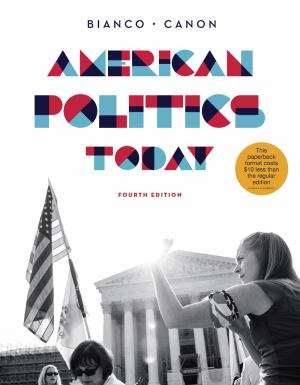 BIANCO • CANON
AMERICAN
POLITICS
TODAY
FOURTH EDITION
This
paperback
format costs
$10 less than
the regular
edition